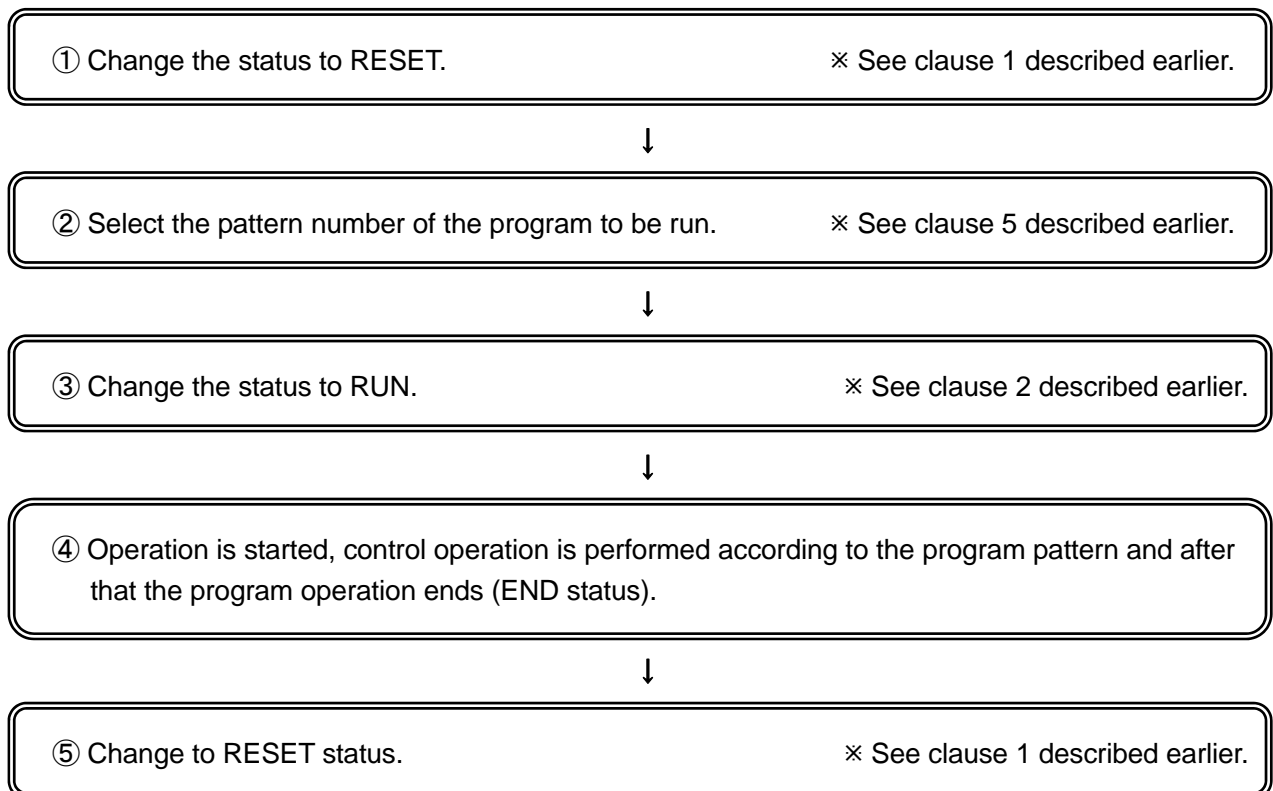 ① Change the status to RESET. ※ See clause 1 described earlier.
↓
② Select the pattern number of the program to be run. ※ See clause 5 described earlier.
↓
③ Change the status to RUN. ※ See clause 2 described earlier.
↓
④ Operation is started, control operation is performed according to the program pattern and after
that the program operation ends (END status).
↓
⑤ Change to RESET status. ※ See clause 1 described earlier.